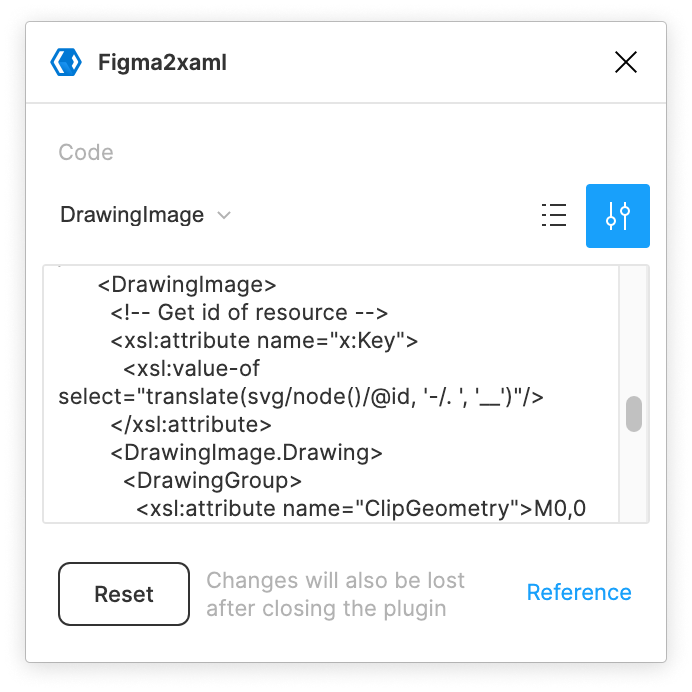 Figma2xaml
Code
DrawingImage
<DrawingImage>
<!-- Get id of resource -->
<xsl:attribute name="x:Key">
<xsl:value-of
select="translate(svg/node()/@id, '-/. ', '__')"/>
</xsl:attribute>
<DrawingImage.Drawing>
<DrawingGroup>
<xsl:attribute name="ClipGeometry">M0,0
Reset
Changes will also be lost
after closing the plugin
Reference